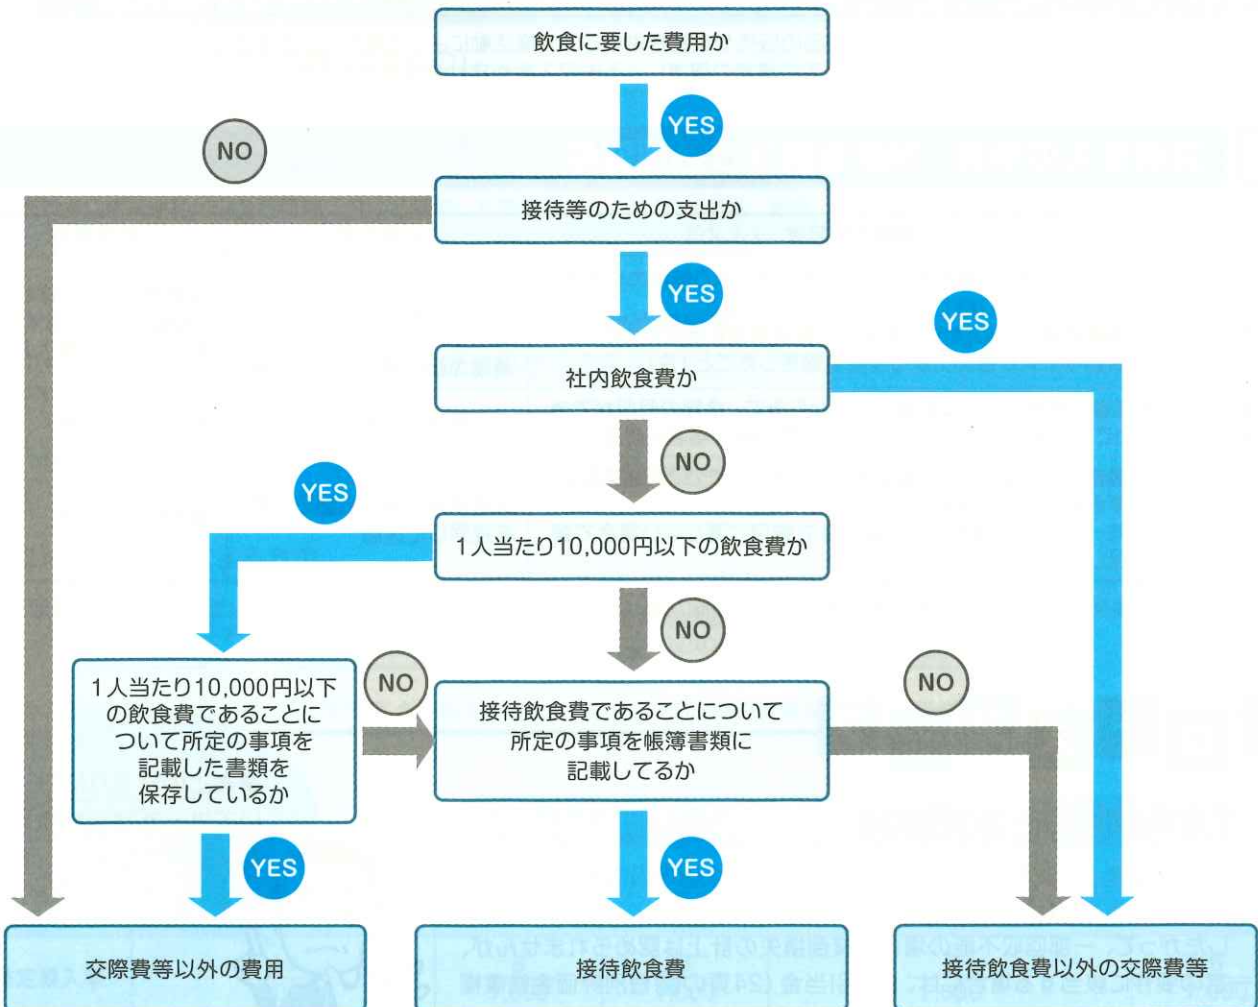 飲食に要した費用か
YES
NO
接待等のための支出か
YES
YES
社内飲食費か
NO
YES
1人当たり10,000円以下の飲食費か
NO
1人当たり10,000円以下
の飲食費であることに
ついて所定の事項を
記載した書類を
保存しているか
NO
接待飲食費であることについて
所定の事項を帳簿書類に
記載してるか
NO
YES
YES
交際費等以外の費用
接待飲食費
接待飲食費以外の交際費等